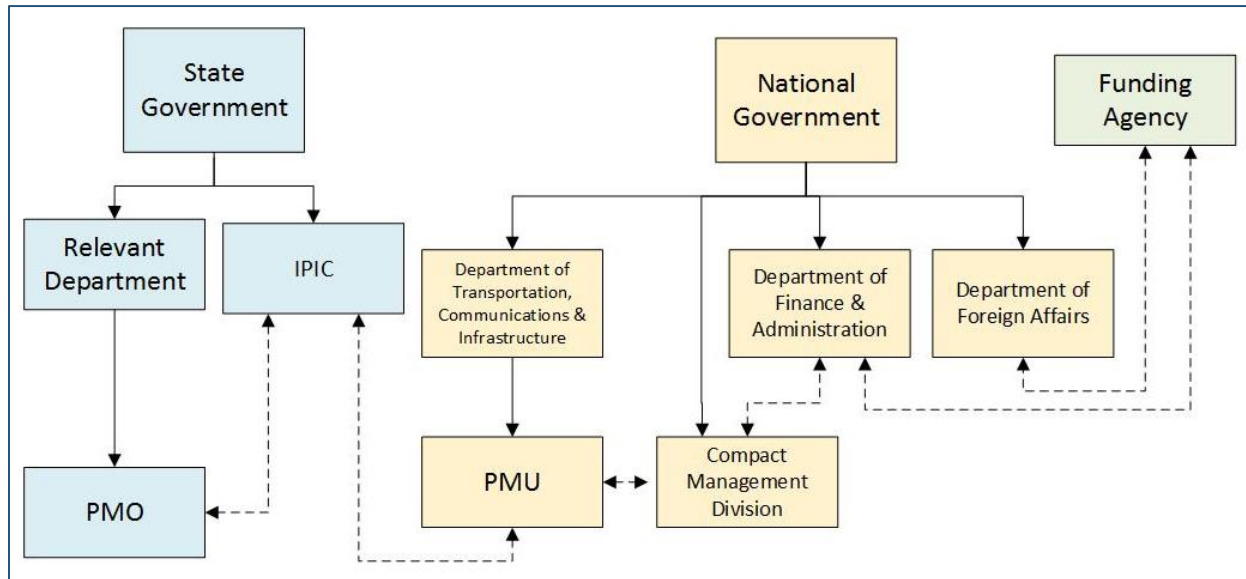 State
Government
National
Government
Funding
Agency
Relevant
Department
IPIC
Department of
Transportation,
Communications &
Infrastructure
Department of
Finance &
Administration
Department of
Foreign Affairs
PMO
PMU
Compact
Management
Division